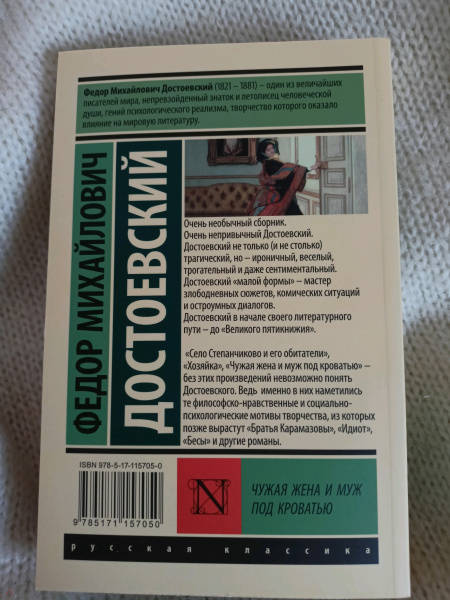 Федор Михайлович Достоевский (1821 – 1881) – один из величайших
писателей мира, непревзойденный знаток и летописец человеческой
души, гений психологического реализма, творчество которого оказало
влияние на мировую литературу.
ФЕДОР МИХАЙЛОВИЧ
ДОСТОЕВСКИЙ
Очень необычный сборник.
Очень непривычный Достоевский.
Достоевский не только (и не столько)
трагический, но – ироничный, веселый,
трогательный и даже сентиментальный.
Достоевский «малой формы» – мастер
злободневных сюжетов, комических ситуаций
и остроумных диалогов.
Достоевский в начале своего литературного
пути – до «Великого пятикнижия».
«Село Степанчиково и его обитатели»,
«Хозяйка», «Чужая жена и муж под кроватью» –
без этих произведений невозможно понять
Достоевского. Ведь именно в них наметились
те философско-нравственные и социально-
психологические мотивы творчества, из которых
позже вырастут «Братья Карамазовы», «Идиот»,
«Бесы» и другие романы.
ISBN 978-5-17-115705-0
9 785171 157050
N
ЧУЖАЯ ЖЕНА И МУЖ
ПОД КРОВАТЬЮ
русская классика